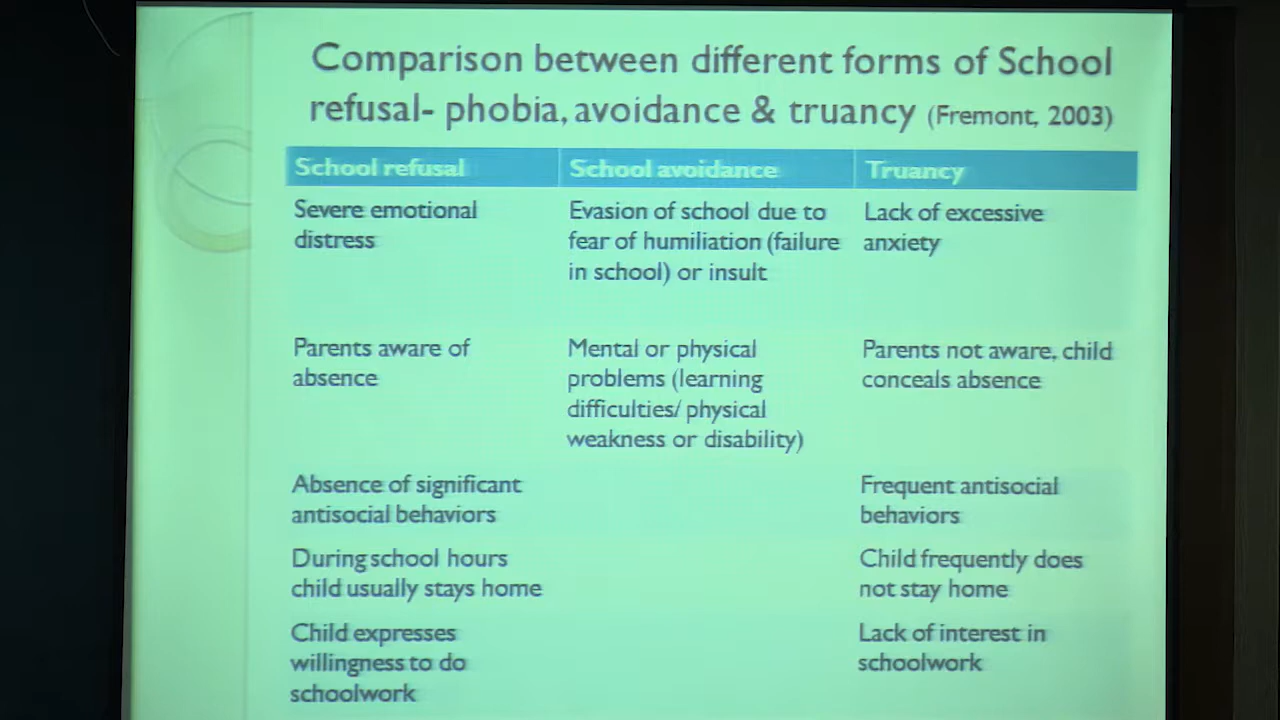 Comparison between different forms of School
refusal- phobia, avoidance & truancy (Fremont, 2003)
School refusal
School avoidance
Truancy
Severe emotional
distress
Evasion of school due to
fear of humiliation (failure
in school) or insult
Lack of excessive
anxiety
Parents aware of
absence
Mental or physical
problems (learning
difficulties/ physical
weakness or disability)
Parents not aware, child
conceals absence
Absence of significant
antisocial behaviors
Frequent antisocial
behaviors
During school hours
child usually stays home
Child frequently does
not stay home
Child expresses
willingness to do
schoolwork
Lack of interest in
schoolwork